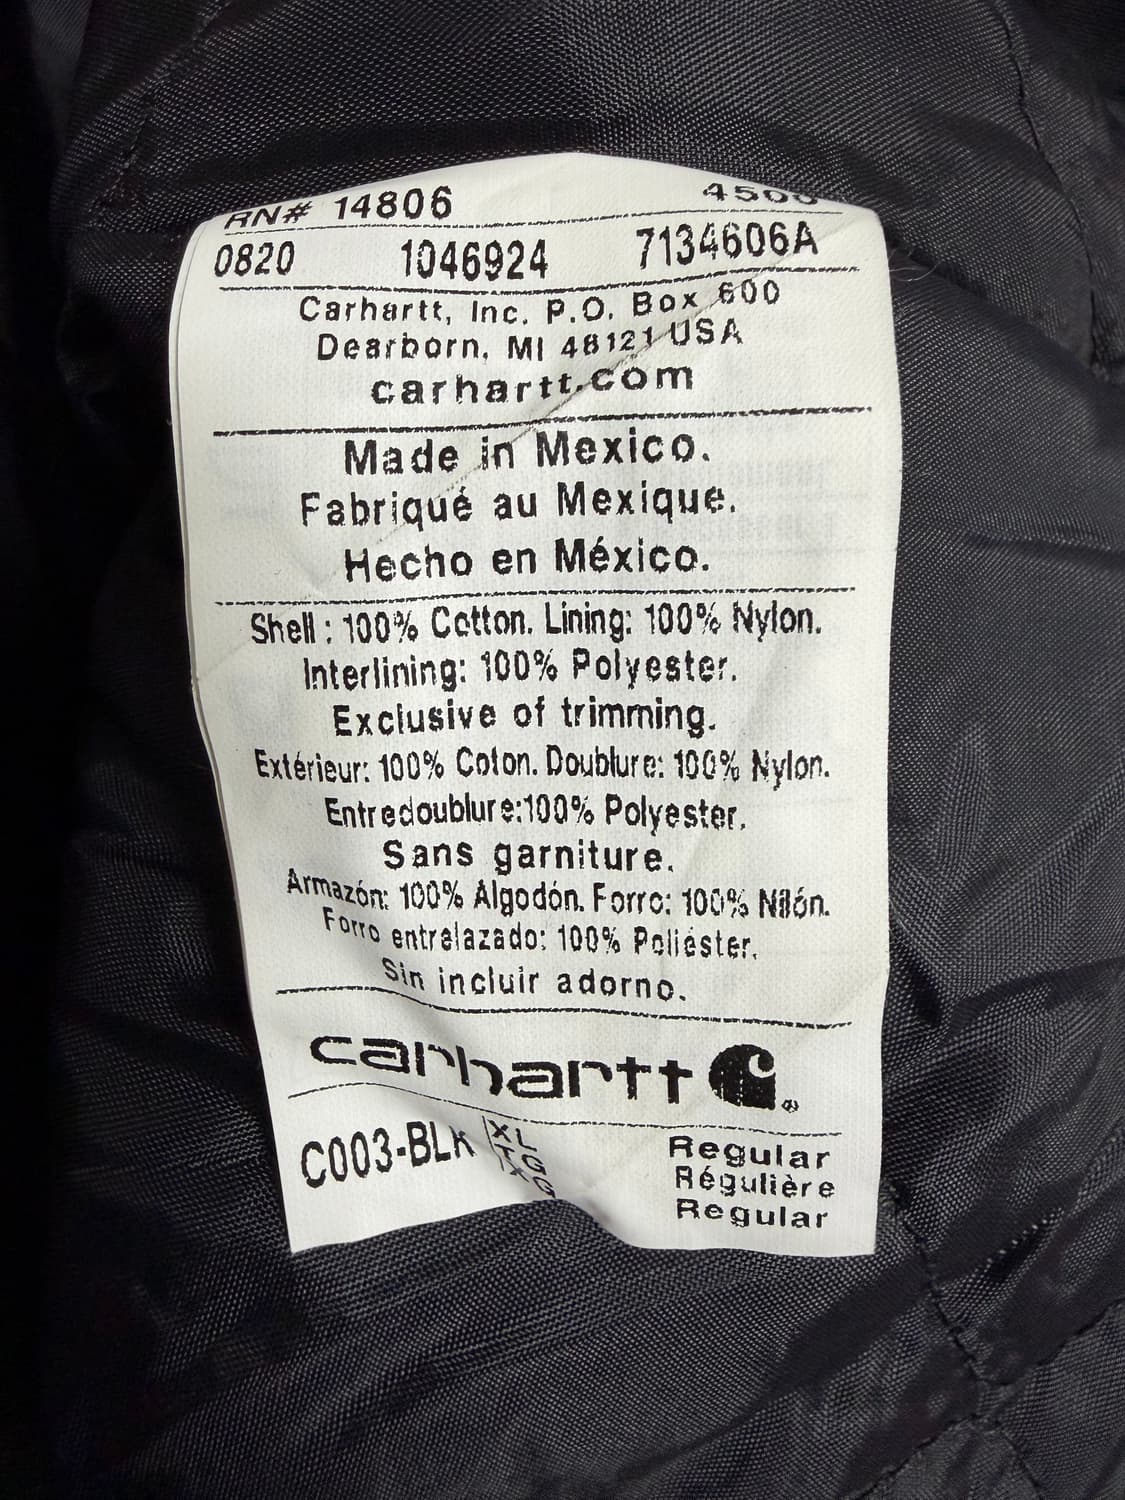 RN# 14806 4500
0820 1046924 7134606A
Carhartt, Inc. P.O. Box 600
Dearborn, MI 48121 USA
carhartt.com
Made in Mexico.
Fabriqué au Mexique.
Hecho en México.
Shell : 100% Cotton. Lining: 100% Nylon.
Interlining: 100% Polyester.
Exclusive of trimming.
Extérieur: 100% Coton. Doublure: 100% Nylon.
Entredoublure:100% Polyester.
Sans garniture.
Armazón: 100% Algodón. Forro: 100% Nilón.
Forro entrelazado: 100% Poliéster.
Sin incluir adorno.
carhartt ®
C003-BLK XL Regular
TG Régulière
XG Regular